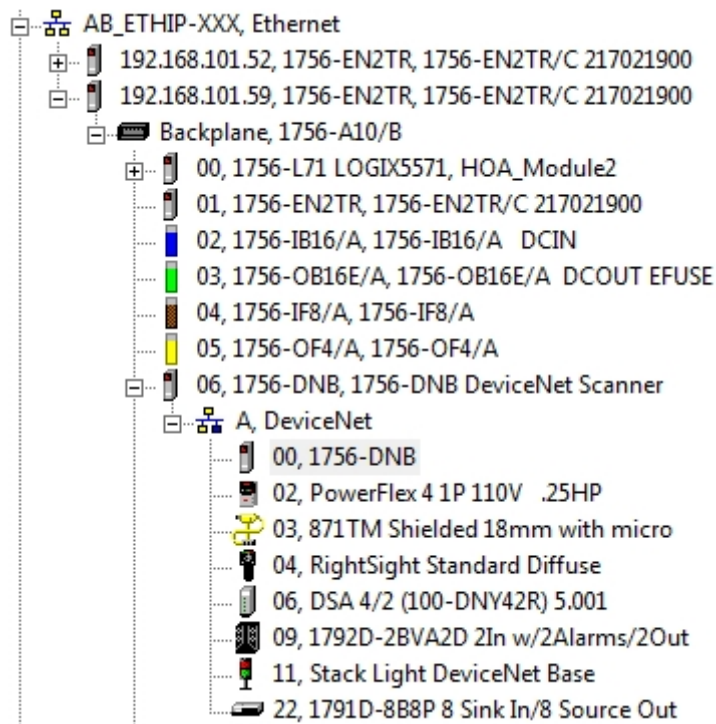 AB_ETHIP-XXX, Ethernet
192.168.101.52, 1756-EN2TR, 1756-EN2TR/C 217021900
192.168.101.59, 1756-EN2TR, 1756-EN2TR/C 217021900
Backplane, 1756-A10/B
00, 1756-L71 LOGIX5571, HOA_Module2
01, 1756-EN2TR, 1756-EN2TR/C 217021900
02, 1756-IB16/A, 1756-IB16/A DCIN
03, 1756-OB16E/A, 1756-OB16E/A DCOUT EFUSE
04, 1756-IF8/A, 1756-IF8/A
05, 1756-OF4/A, 1756-OF4/A
06, 1756-DNB, 1756-DNB DeviceNet Scanner
A, DeviceNet
00, 1756-DNB
02, PowerFlex 4 1P 110V .25HP
03, 871TM Shielded 18mm with micro
04, RightSight Standard Diffuse
06, DSA 4/2 (100-DNY42R) 5.001
09, 1792D-2BVA2D 2In w/2Alarms/2Out
11, Stack Light DeviceNet Base
22, 1791D-8B8P 8 Sink In/8 Source Out